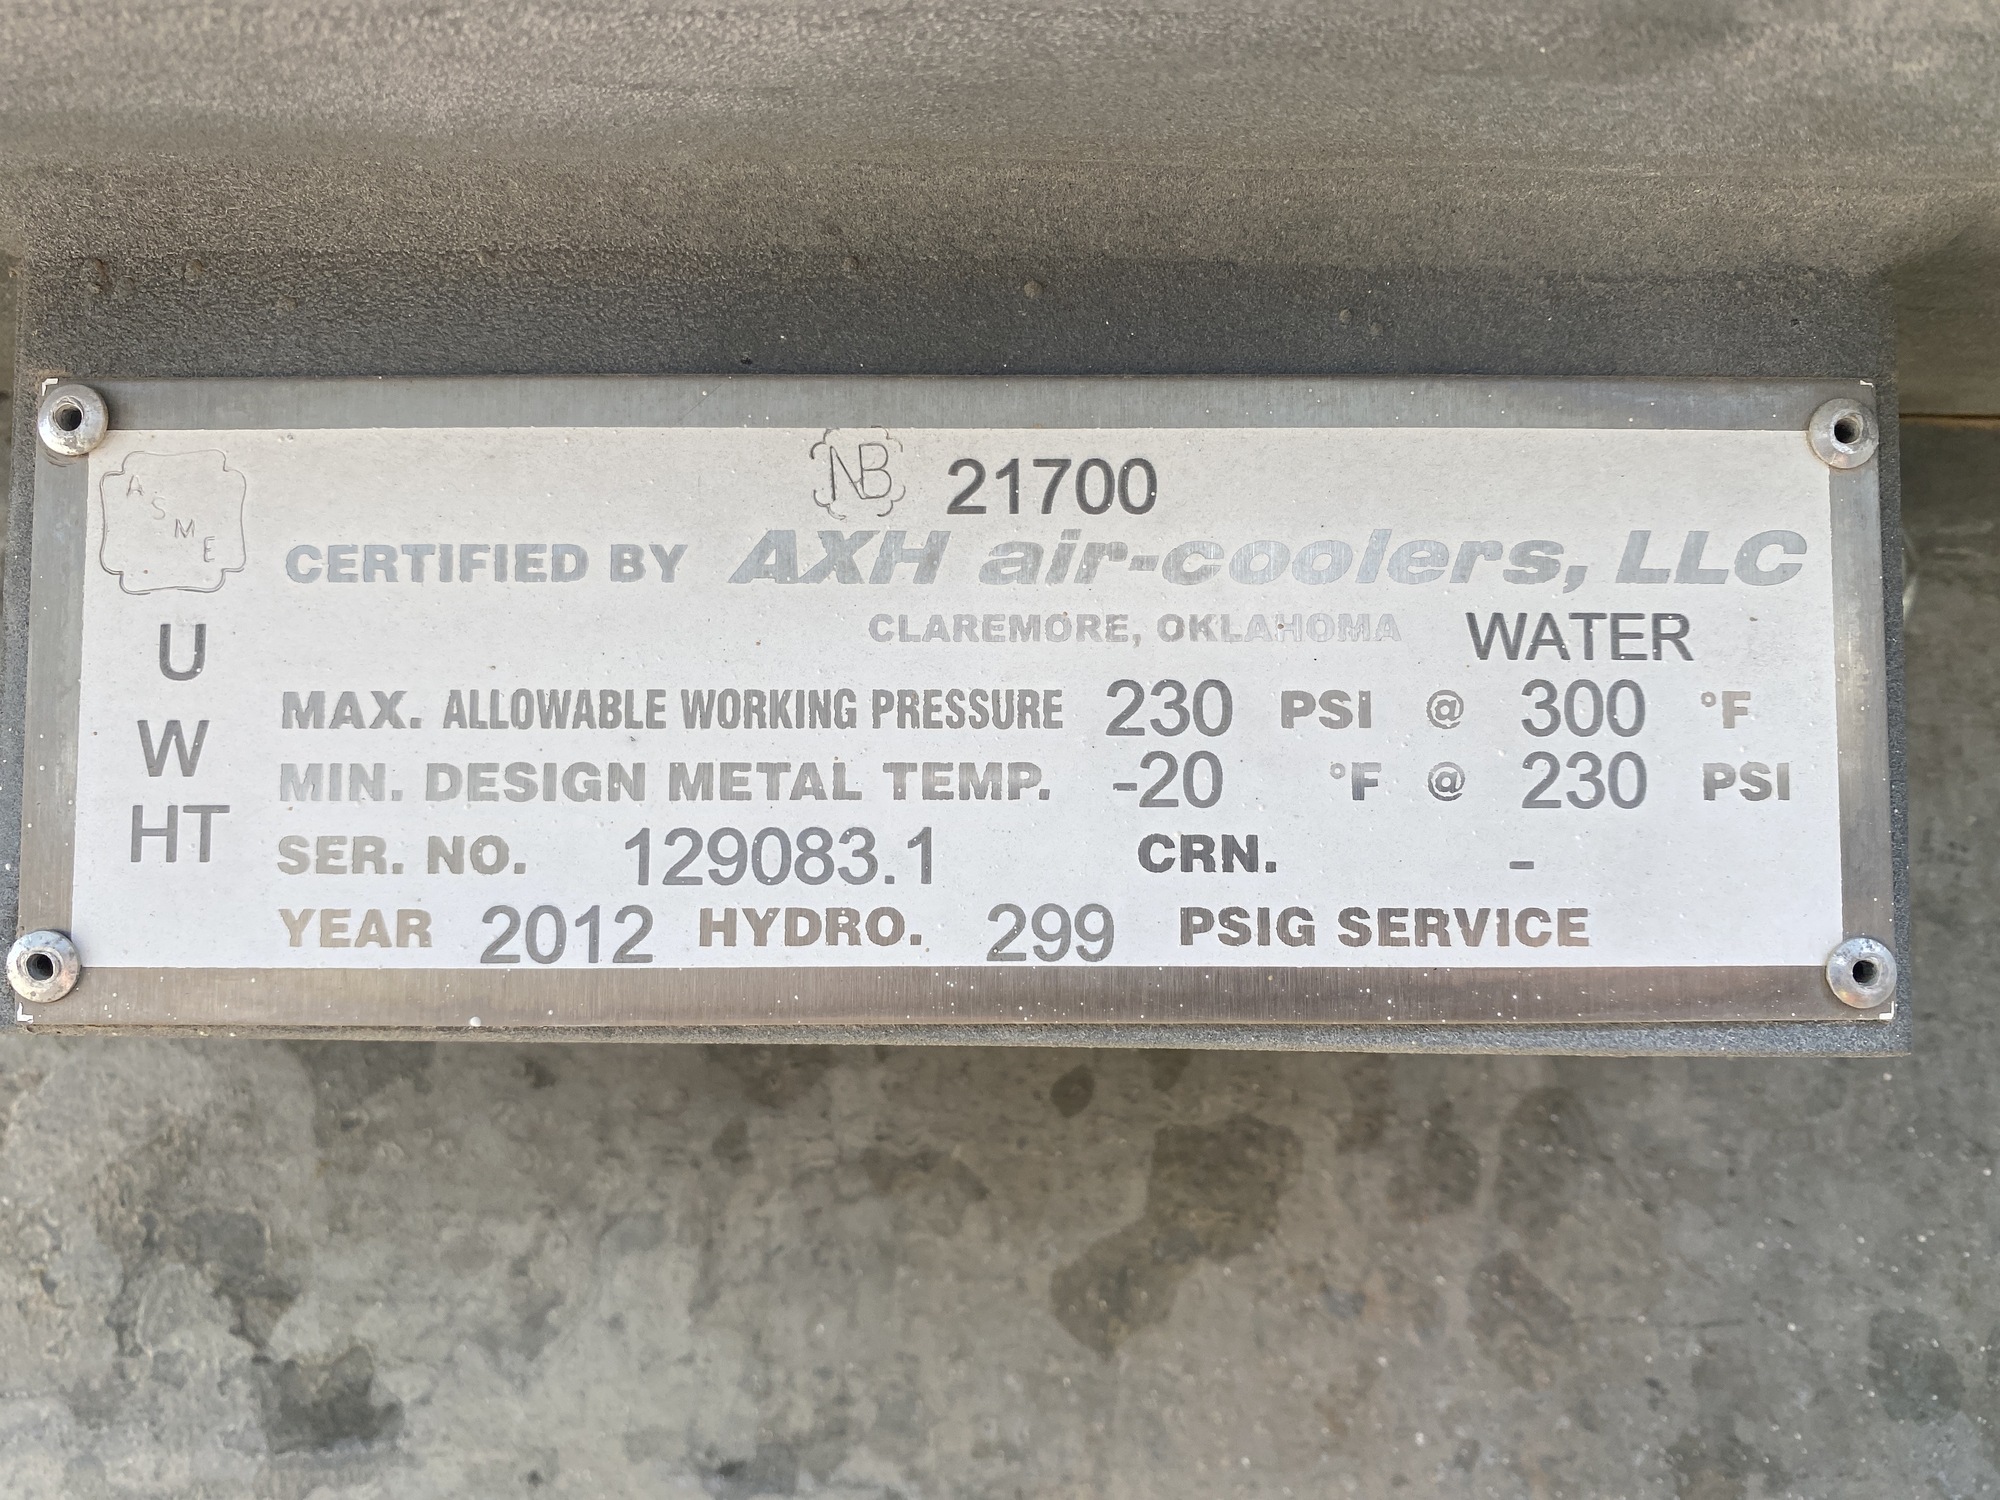 NB 21700
ASME
CERTIFIED BY AXH air-coolers, LLC
CLAREMORE, OKLAHOMA WATER
U
MAX. ALLOWABLE WORKING PRESSURE 230 PSI @ 300 °F
W
MIN. DESIGN METAL TEMP. -20 °F @ 230 PSI
HT
SER. NO. 129083.1 CRN. -
YEAR 2012 HYDRO. 299 PSIG SERVICE